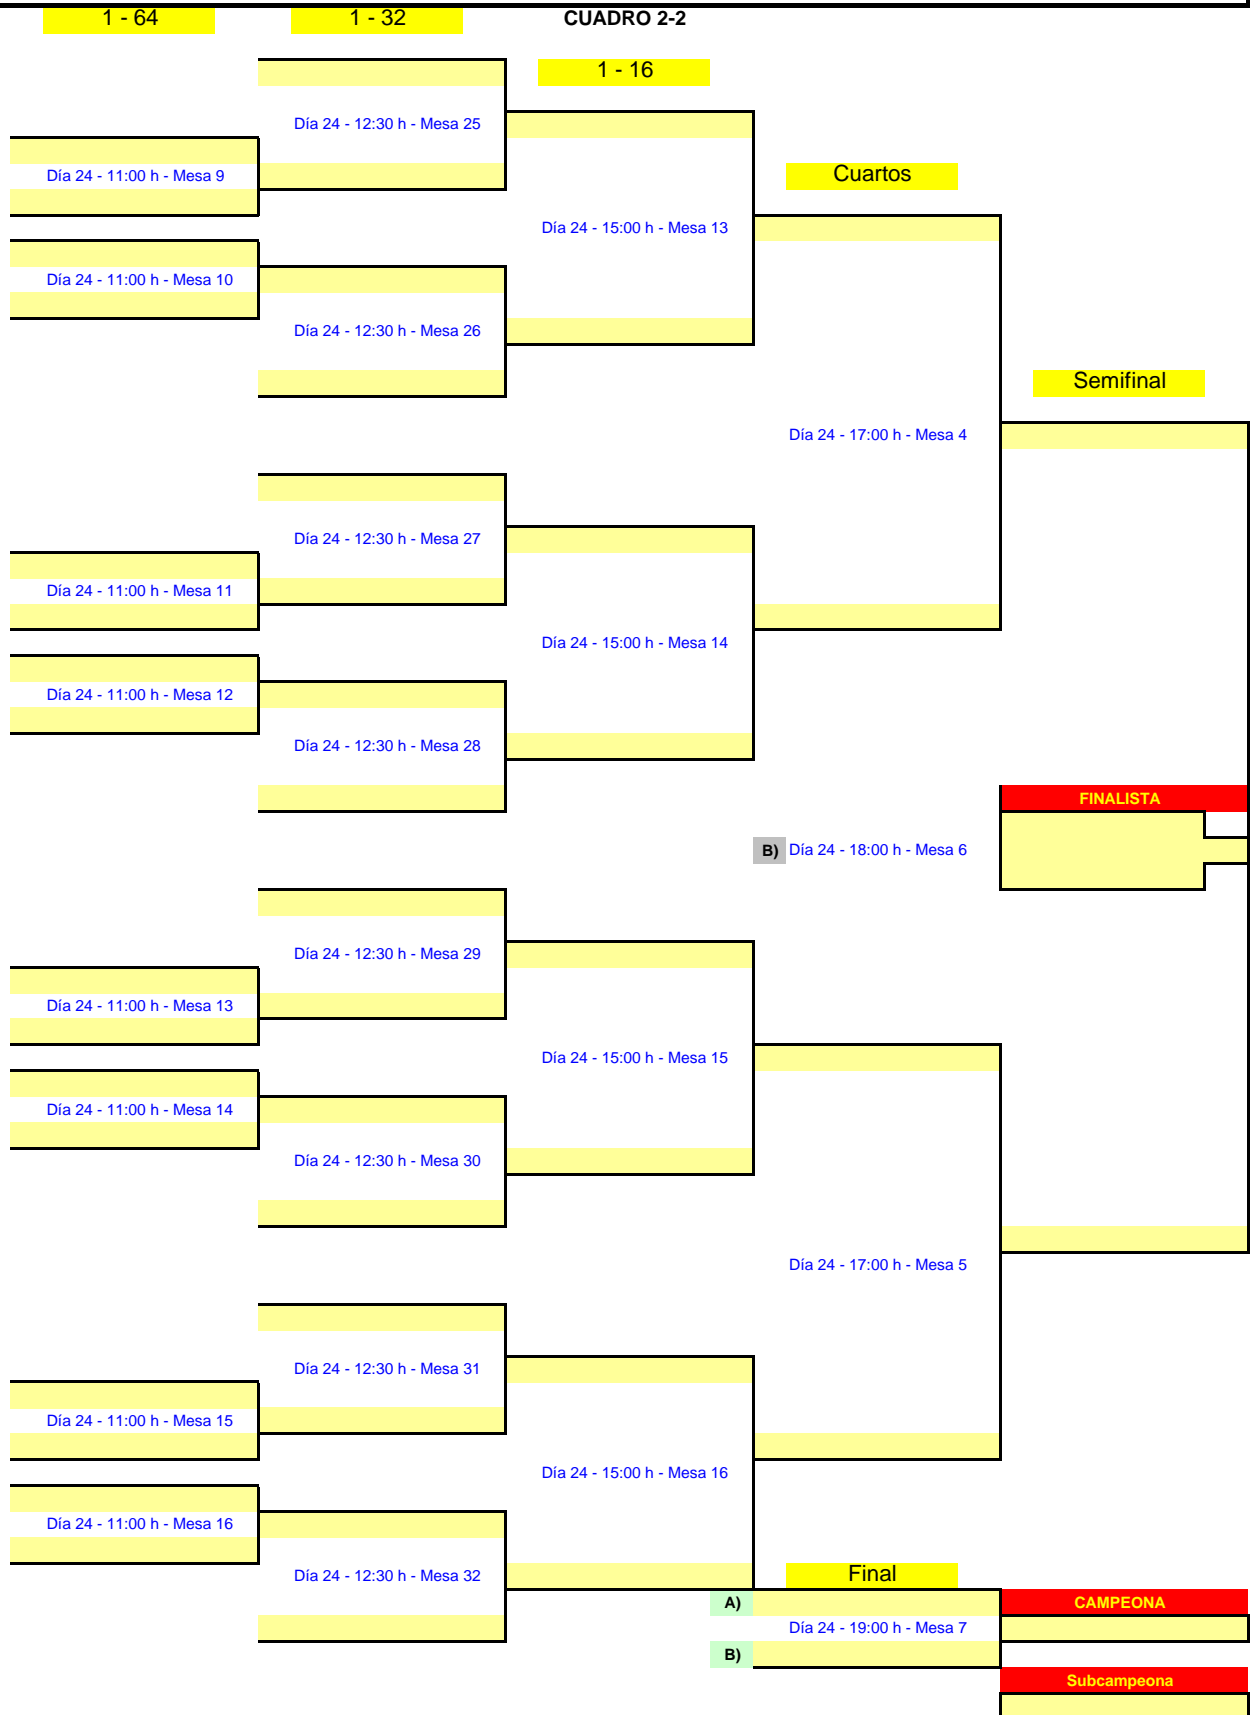 1 - 64
1 - 32
CUADRO 2-2
1 - 16
Día 24 - 12:30 h - Mesa 25
Día 24 - 11:00 h - Mesa 9
Cuartos
Día 24 - 15:00 h - Mesa 13
Día 24 - 11:00 h - Mesa 10
Día 24 - 12:30 h - Mesa 26
Semifinal
Día 24 - 17:00 h - Mesa 4
Día 24 - 12:30 h - Mesa 27
Día 24 - 11:00 h - Mesa 11
Día 24 - 15:00 h - Mesa 14
Día 24 - 11:00 h - Mesa 12
Día 24 - 12:30 h - Mesa 28
FINALISTA
B) Día 24 - 18:00 h - Mesa 6
Día 24 - 12:30 h - Mesa 29
Día 24 - 11:00 h - Mesa 13
Día 24 - 15:00 h - Mesa 15
Día 24 - 11:00 h - Mesa 14
Día 24 - 12:30 h - Mesa 30
Día 24 - 17:00 h - Mesa 5
Día 24 - 12:30 h - Mesa 31
Día 24 - 11:00 h - Mesa 15
Día 24 - 15:00 h - Mesa 16
Día 24 - 11:00 h - Mesa 16
Día 24 - 12:30 h - Mesa 32
Final
A)
CAMPEONA
Día 24 - 19:00 h - Mesa 7
B)
Subcampeona